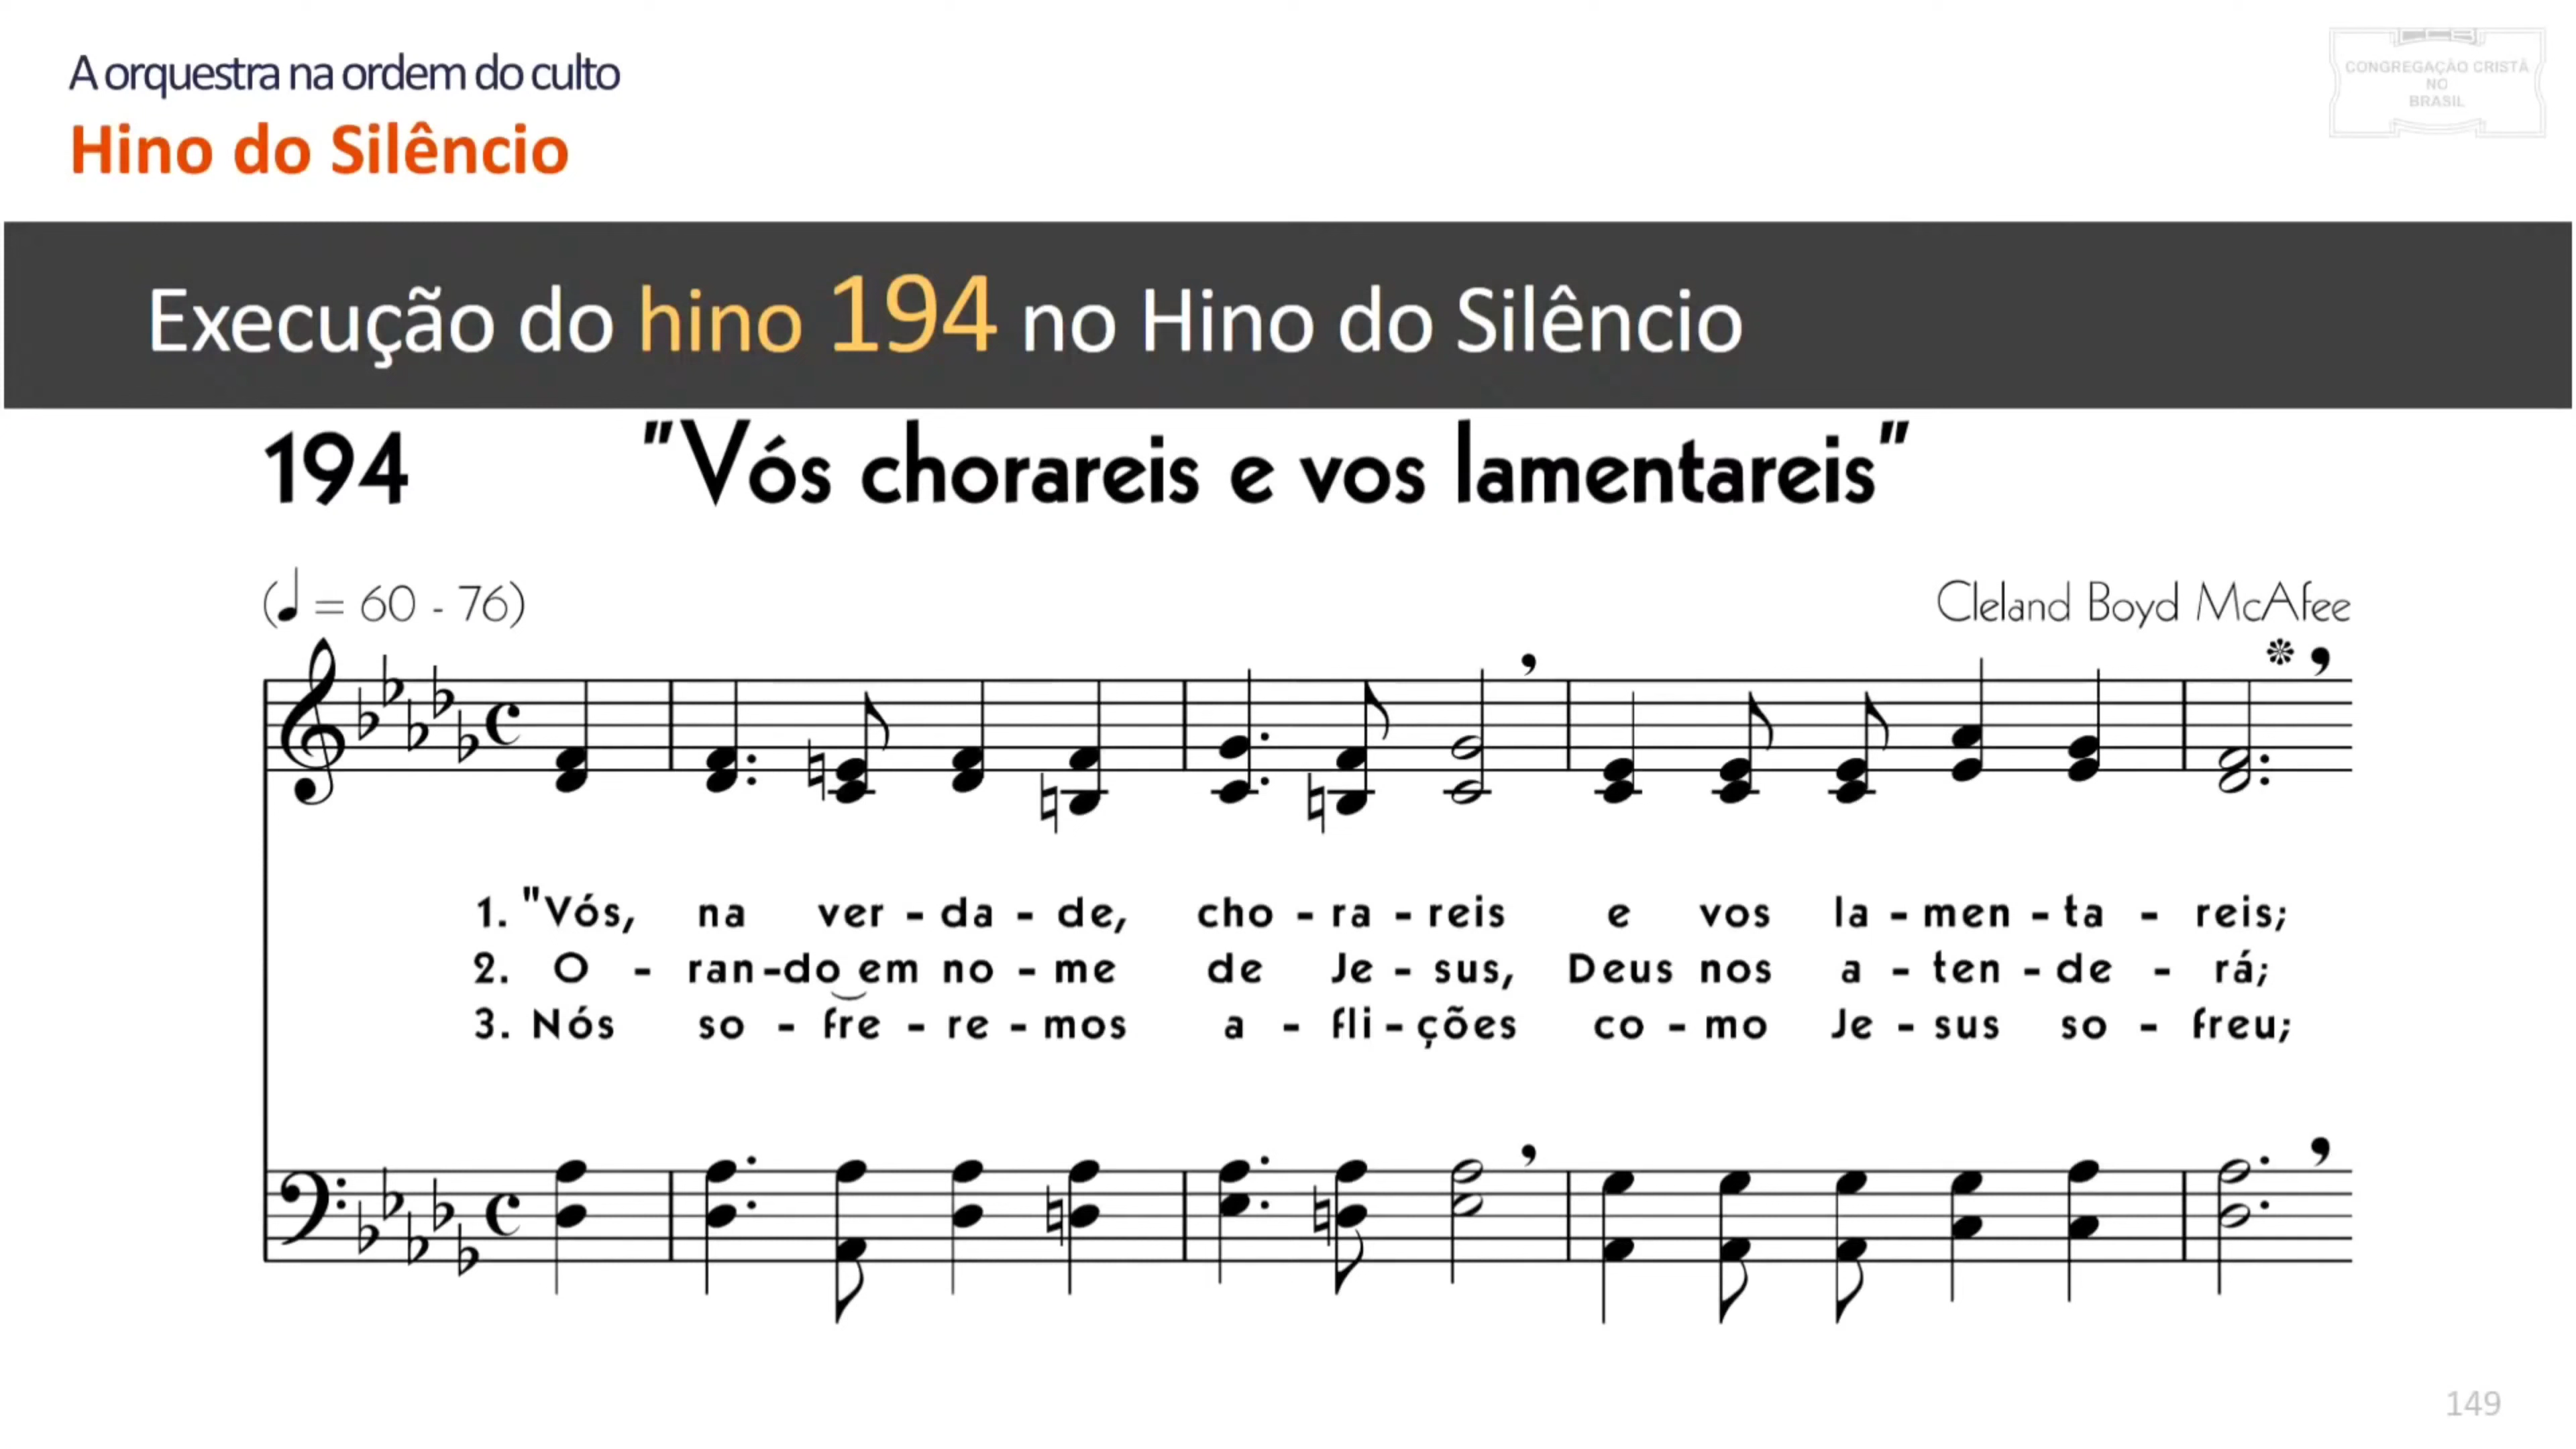 A orquestra na ordem do culto
Hino do Silêncio
CONGREGAÇÃO CRISTÃ
NO
BRASIL
Execução do hino 194 no Hino do Silêncio
194 "Vós chorareis e vos lamentareis"
(♩ = 60 - 76)
Cleland Boyd McAfee
1. "Vós, na ver - da - de, cho - ra - reis e vos la - men - ta - reis;
2. O - ran - do em no - me de Je - sus, Deus nos a - ten - de - rá;
3. Nós so - fre - re - mos a - fli - ções co - mo Je - sus so - freu;
149